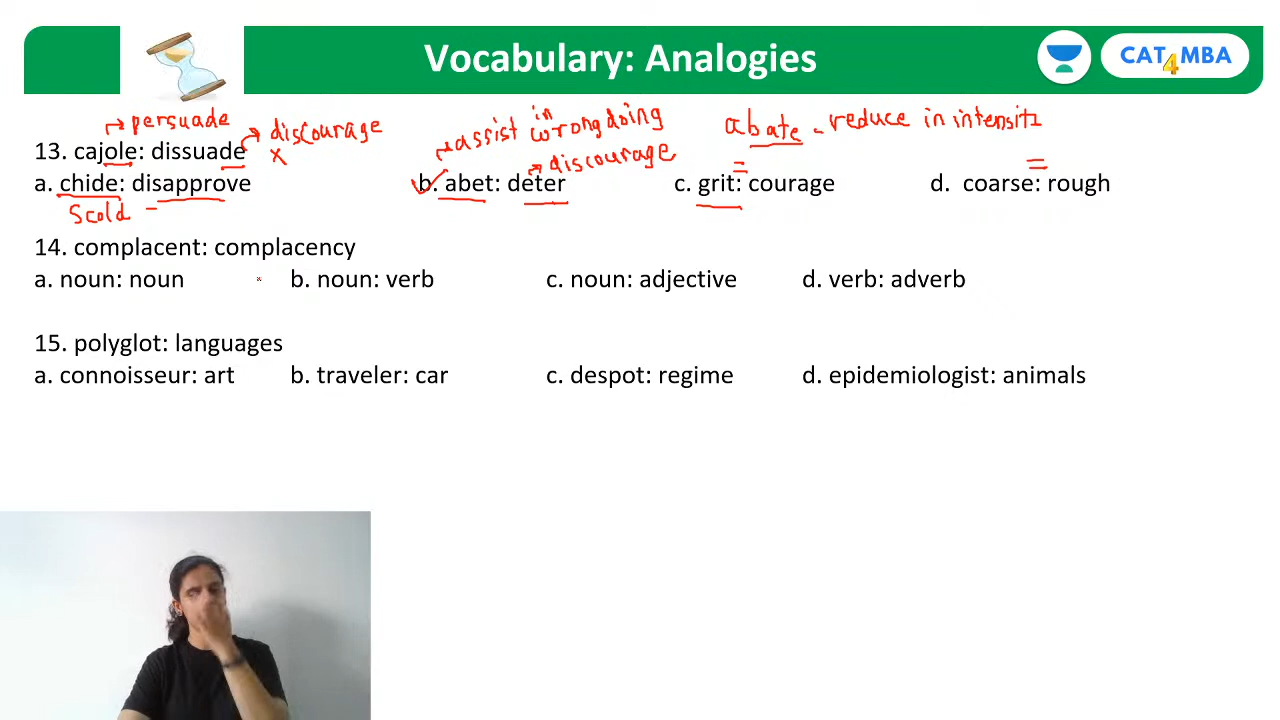 Vocabulary: Analogies
CAT4MBA
persuade
discourage
assist in wrongdoing
discourage
abate - reduce in intensity
13. cajole: dissuade
a. chide: disapprove b. abet: deter c. grit: courage d. coarse: rough
Scold
14. complacent: complacency
a. noun: noun b. noun: verb c. noun: adjective d. verb: adverb
15. polyglot: languages
a. connoisseur: art b. traveler: car c. despot: regime d. epidemiologist: animals